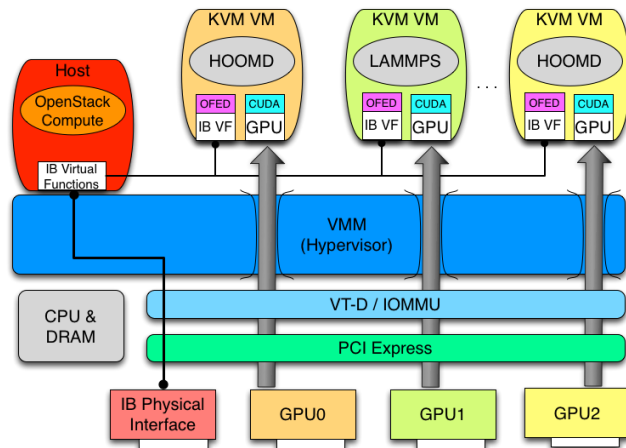 KVM VM
KVM VM
KVM VM
Host
HOOMD
LAMMPS
HOOMD
OpenStack
Compute
. . .
OFED
CUDA
OFED
CUDA
OFED
CUDA
IB VF
GPU
IB VF
GPU
IB VF
GPU
IB Virtual
Functions
VMM
(Hypervisor)
VT-D / IOMMU
CPU &
DRAM
PCI Express
IB Physical
Interface
GPU0
GPU1
GPU2